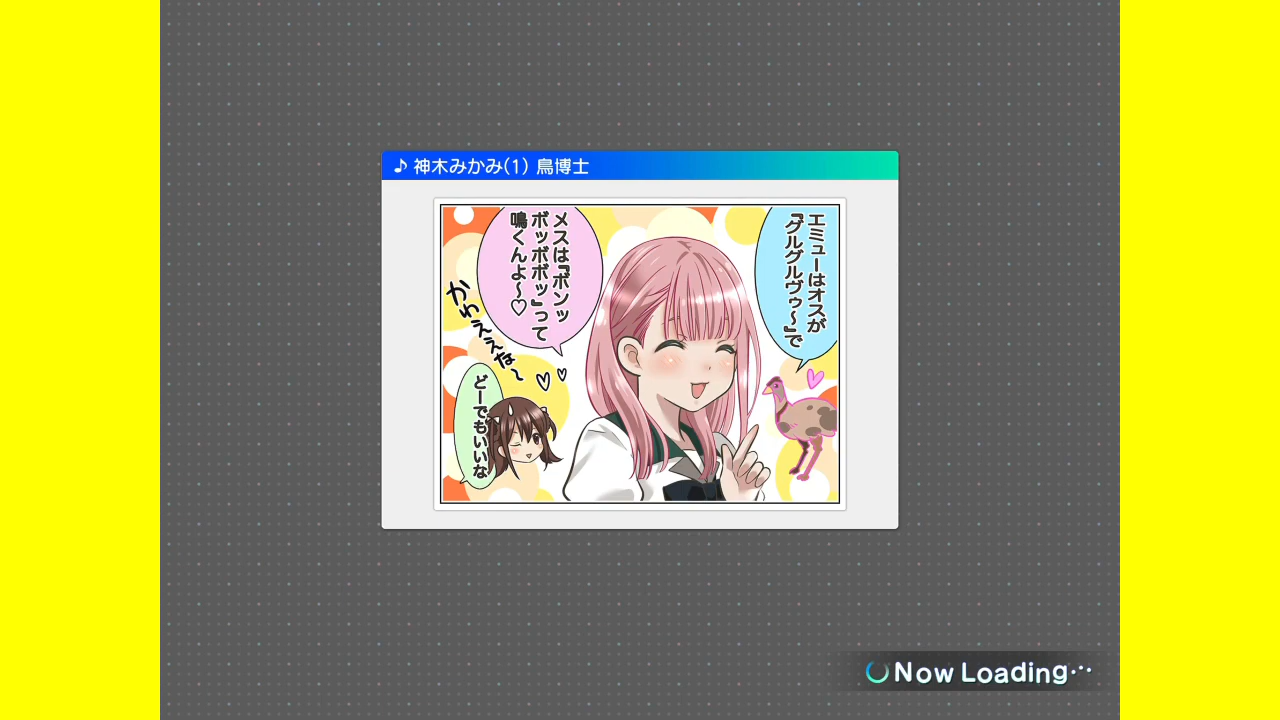 ♪ 神木みかみ(1) 鳥博士
エミューはオスが
『グルグルヴゥ〜』で
メスは『ボンッ
ボッボボッ』って
鳴くんよ〜♡
かわええな〜
どーでもいいな
Now Loading…